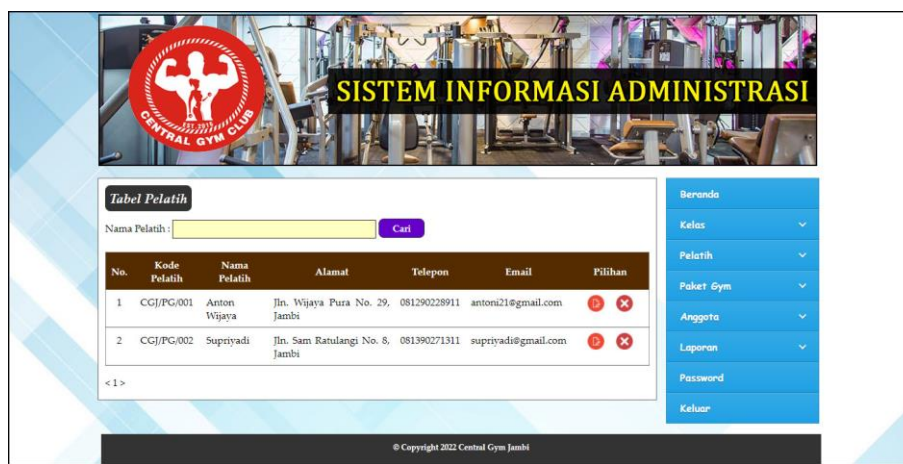 CENTRAL GYM CLUB
SISTEM INFORMASI ADMINISTRASI
Tabel Pelatih
Nama Pelatih :
Cari
No. Kode Pelatih Nama Pelatih Alamat Telepon Email Pilihan
1 CGJ/PG/001 Anton Jln. Wijaya Pura No. 29, 081290228911 antoni21@gmail.com
Wijaya Jambi
2 CGJ/PG/002 Supriyadi Jln. Sam Ratulangi No. 8, 081390271311 supriyadi@gmail.com
Jambi
< 1 >
Beranda
Kelas
Pelatih
Paket Gym
Anggota
Laporan
Password
Keluar
© Copyright 2022 Central Gym Jambi